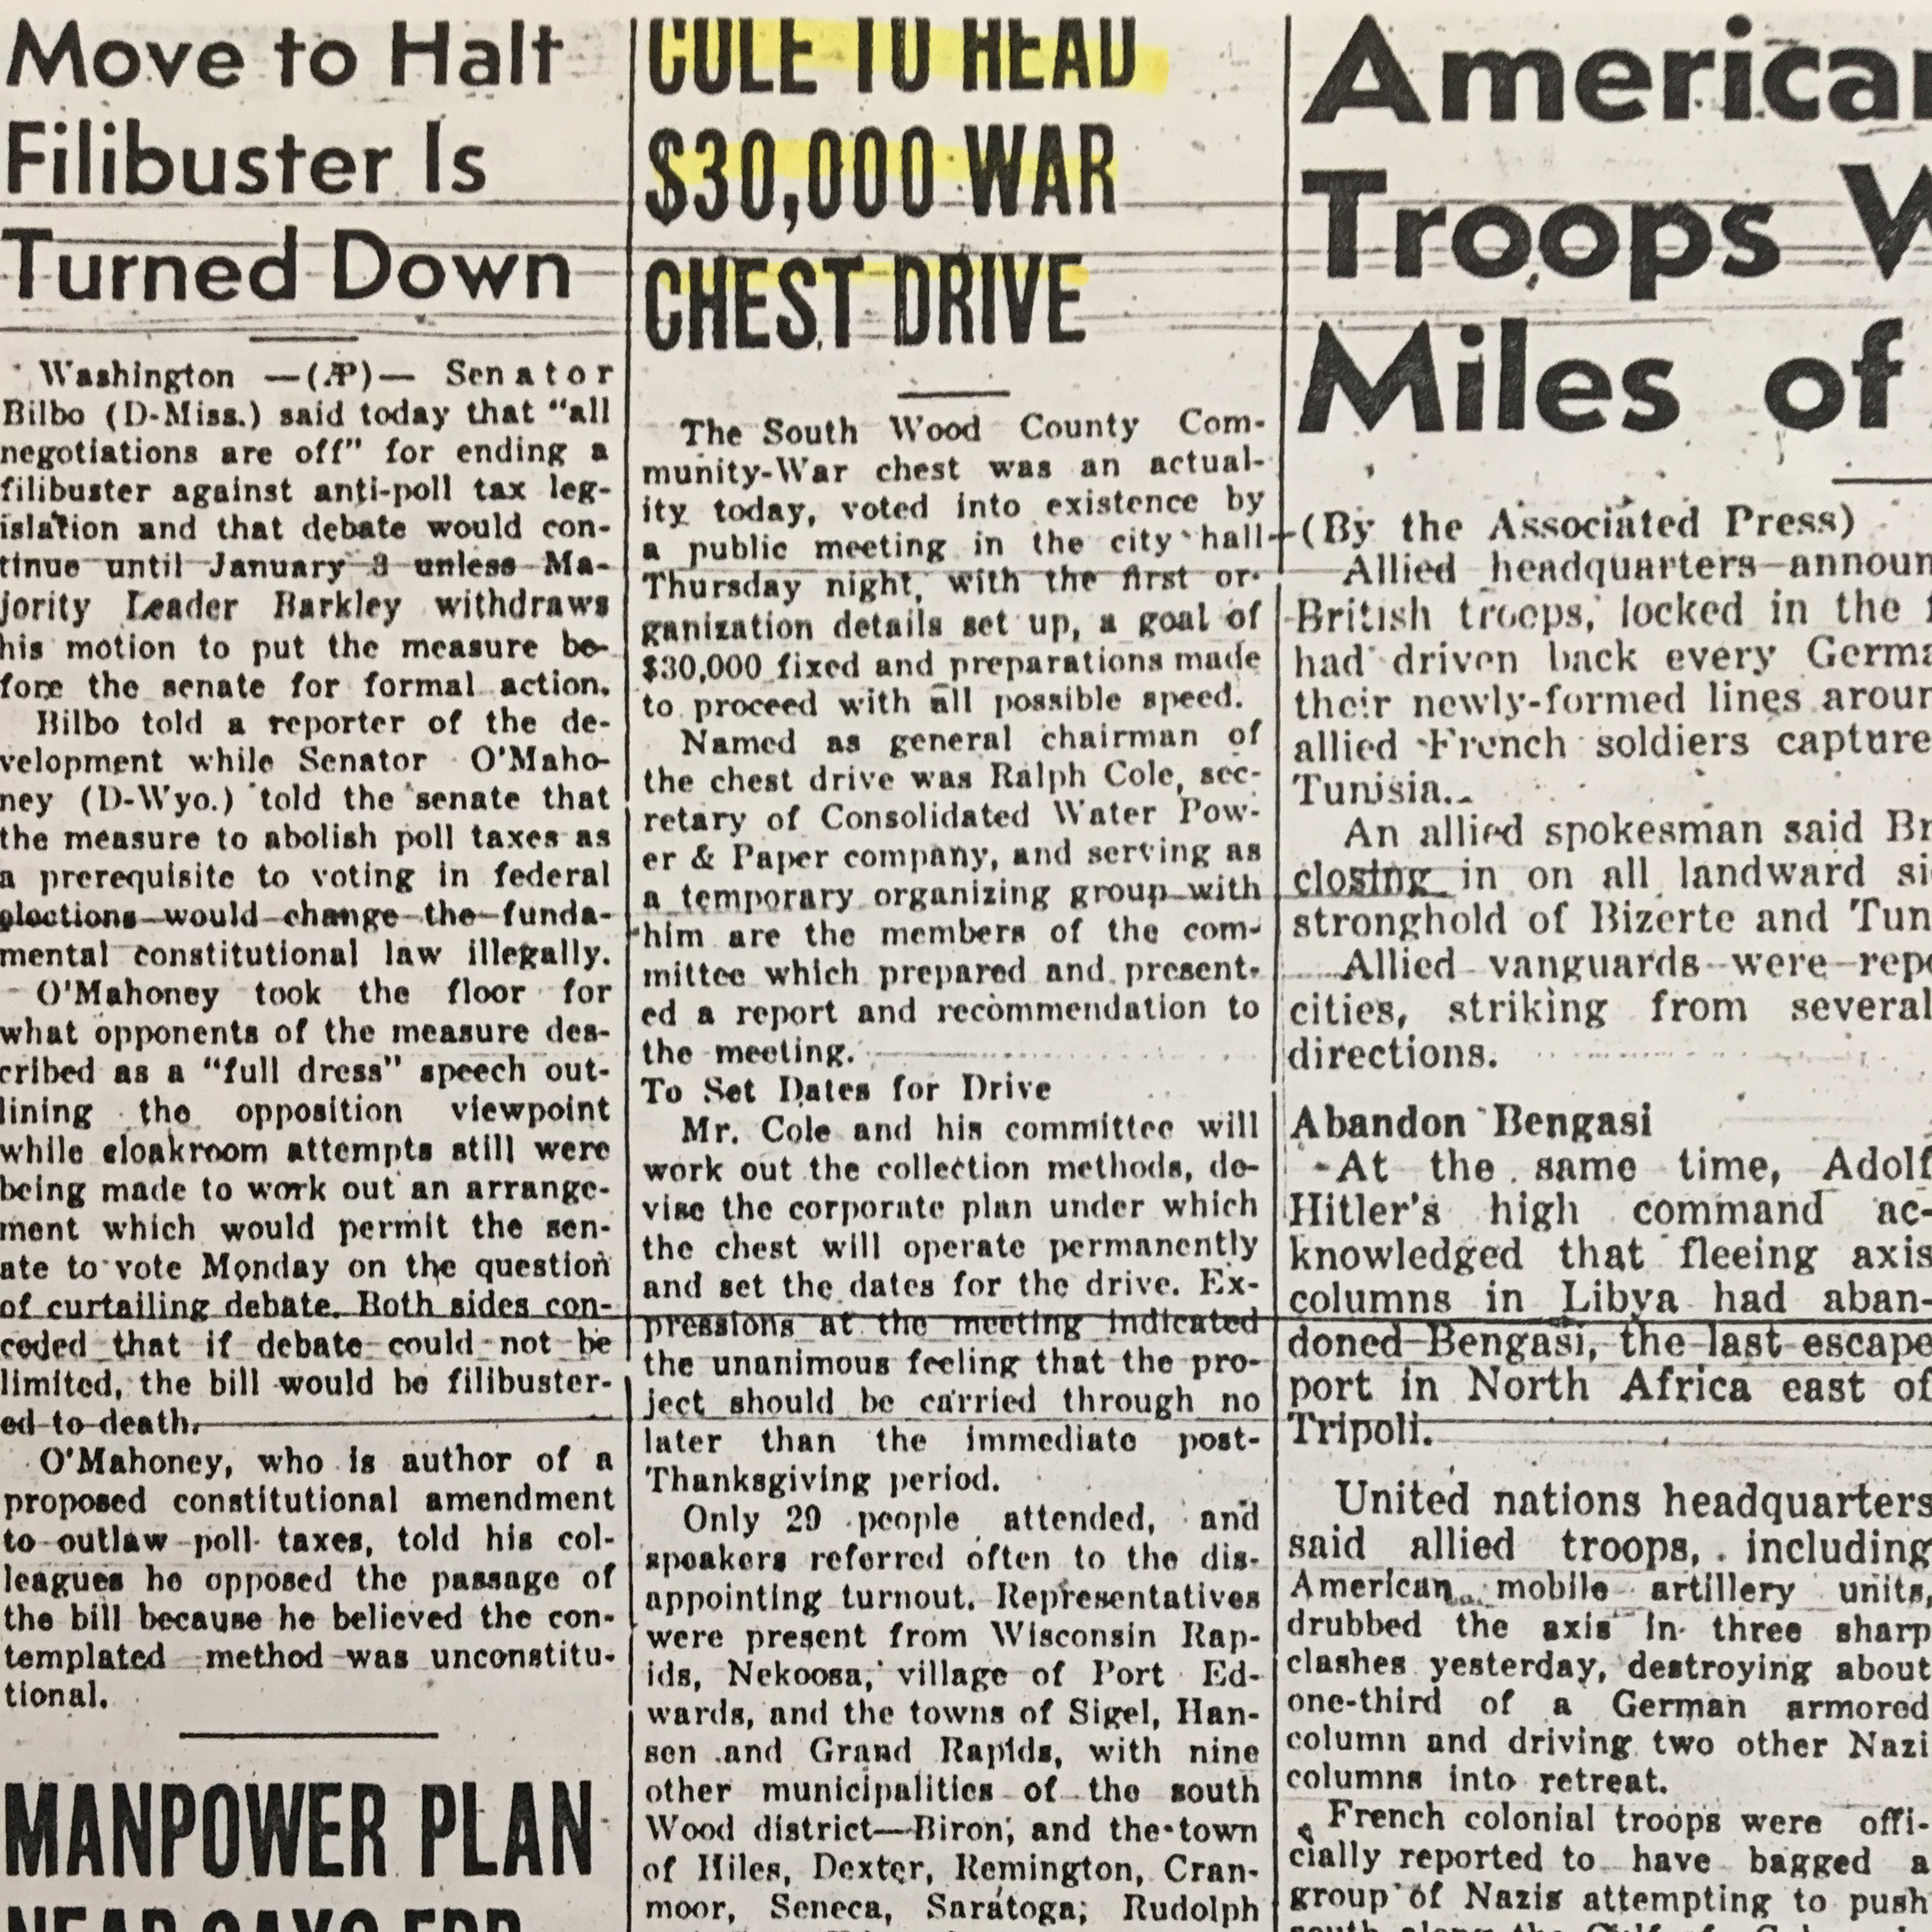 Move to Halt
Filibuster Is
Turned Down
Washington —(AP)— Senator
Bilbo (D-Miss.) said today that "all
negotiations are off" for ending a
filibuster against anti-poll tax leg-
islation and that debate would con-
tinue until January 3 unless Ma-
jority Leader Barkley withdraws
his motion to put the measure be-
fore the senate for formal action.
Bilbo told a reporter of the de-
velopment while Senator O'Maho-
ney (D-Wyo.) told the senate that
the measure to abolish poll taxes as
a prerequisite to voting in federal
elections would change the funda-
mental constitutional law illegally.
O'Mahoney took the floor for
what opponents of the measure des-
cribed as a "full dress" speech out-
lining the opposition viewpoint
while cloakroom attempts still were
being made to work out an arrange-
ment which would permit the sen-
ate to vote Monday on the question
of curtailing debate. Both sides con-
ceded that if debate could not be
limited, the bill would be filibuster-
ed to death.
O'Mahoney, who is author of a
proposed constitutional amendment
to outlaw poll taxes, told his col-
leagues he opposed the passage of
the bill because he believed the con-
templated method was unconstitu-
tional.
MANPOWER PLAN
NEAR SAYS FDR
COLE TO HEAD
$30,000 WAR
CHEST DRIVE
The South Wood County Com-
munity-War chest was an actual-
ity today, voted into existence by
a public meeting in the city hall
Thursday night, with the first or-
ganization details set up, a goal of
$30,000 fixed and preparations made
to proceed with all possible speed.
Named as general chairman of
the chest drive was Ralph Cole, sec-
retary of Consolidated Water Pow-
er & Paper company, and serving as
a temporary organizing group with
him are the members of the com-
mittee which prepared and present-
ed a report and recommendation to
the meeting.
To Set Dates for Drive
Mr. Cole and his committee will
work out the collection methods, de-
vise the corporate plan under which
the chest will operate permanently
and set the dates for the drive. Ex-
pressions at the meeting indicated
the unanimous feeling that the pro-
ject should be carried through no
later than the immediate post-
Thanksgiving period.
Only 29 people attended, and
speakers referred often to the dis-
appointing turnout. Representatives
were present from Wisconsin Rap-
ids, Nekoosa, village of Port Ed-
wards, and the towns of Sigel, Han-
sen and Grand Rapids, with nine
other municipalities of the south
Wood district—Biron, and the town
of Hiles, Dexter, Remington, Cran-
moor, Seneca, Saratoga; Rudolph
America
Troops W
Miles of
(By the Associated Press)
Allied headquarters announ
British troops, locked in the f
had driven back every Germa
their newly-formed lines aroun
allied French soldiers capture
Tunisia.
An allied spokesman said Br
closing in on all landward si
stronghold of Bizerte and Tun
Allied vanguards were repo
cities, striking from several
directions.
Abandon Bengasi
At the same time, Adolf
Hitler's high command ac-
knowledged that fleeing axis
columns in Libya had aban-
doned Bengasi, the last escape
port in North Africa east of
Tripoli.
United nations headquarters
said allied troops, including
American mobile artillery units,
drubbed the axis in three sharp
clashes yesterday, destroying about
one-third of a German armored
column and driving two other Nazi
columns into retreat.
French colonial troops were offi-
cially reported to have bagged a
group of Nazis attempting to push
south along the Gulf of